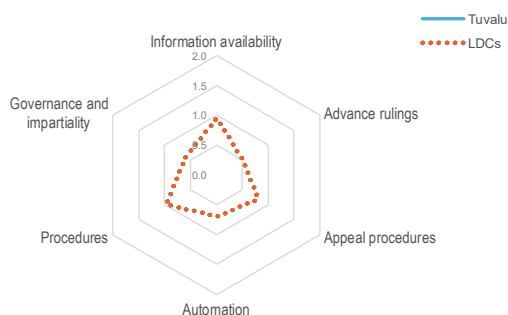 Tuvalu
LDCs
Information availability
2.0
1.5
1.0
0.5
0.0
Governance and
impartiality
Advance rulings
Procedures
Appeal procedures
Automation